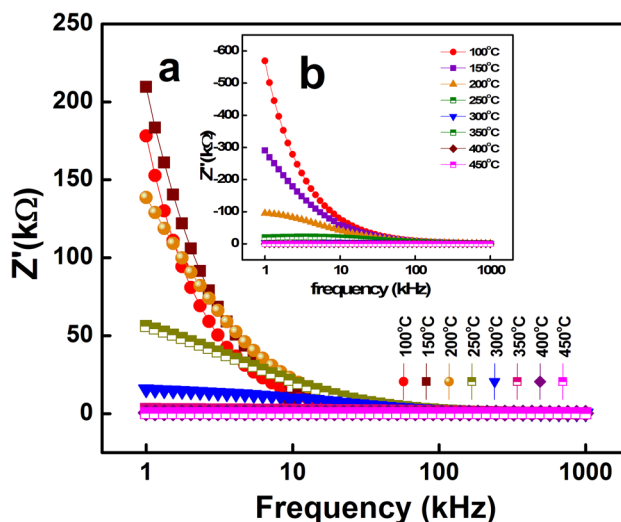 a
b
Z'(kΩ)
250
200
150
100
50
0
1
10
100
1000
Frequency (kHz)
Z"(kΩ)
-600
-500
-400
-300
-200
-100
0
1
10
100
1000
frequency (kHz)
100°C
150°C
200°C
250°C
300°C
350°C
400°C
450°C
100°C
150°C
200°C
250°C
300°C
350°C
400°C
450°C